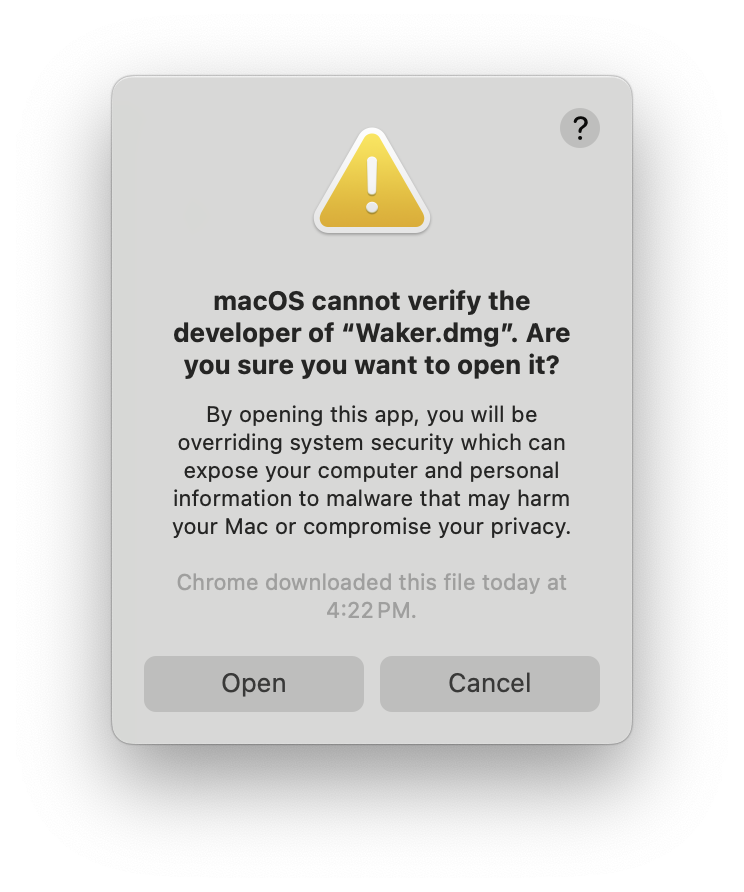 ?
macOS cannot verify the
developer of “Waker.dmg”. Are
you sure you want to open it?
By opening this app, you will be
overriding system security which can
expose your computer and personal
information to malware that may harm
your Mac or compromise your privacy.
Chrome downloaded this file today at
4:22 PM.
Open
Cancel